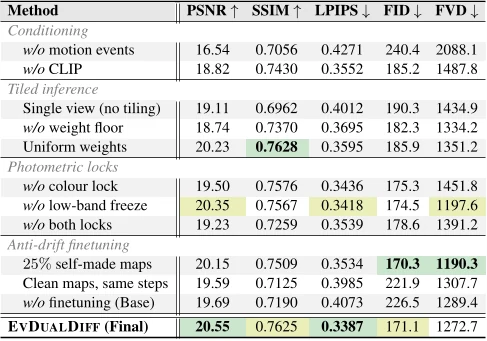 Method PSNR ↑ SSIM ↑ LPIPS ↓ FID ↓ FVD ↓
Conditioning
w/o motion events 16.54 0.7056 0.4271 240.4 2088.1
w/o CLIP 18.82 0.7430 0.3552 185.2 1487.8
Tiled inference
Single view (no tiling) 19.11 0.6962 0.4012 190.3 1434.9
w/o weight floor 18.74 0.7370 0.3695 182.3 1334.2
Uniform weights 20.23 0.7628 0.3595 185.9 1351.2
Photometric locks
w/o colour lock 19.50 0.7576 0.3436 175.3 1451.8
w/o low-band freeze 20.35 0.7567 0.3418 174.5 1197.6
w/o both locks 19.23 0.7259 0.3539 178.6 1391.2
Anti-drift finetuning
25% self-made maps 20.15 0.7509 0.3534 170.3 1190.3
Clean maps, same steps 19.59 0.7125 0.3985 221.9 1307.7
w/o finetuning (Base) 19.69 0.7190 0.4073 226.5 1289.4
EVDUALDIFF (Final) 20.55 0.7625 0.3387 171.1 1272.7